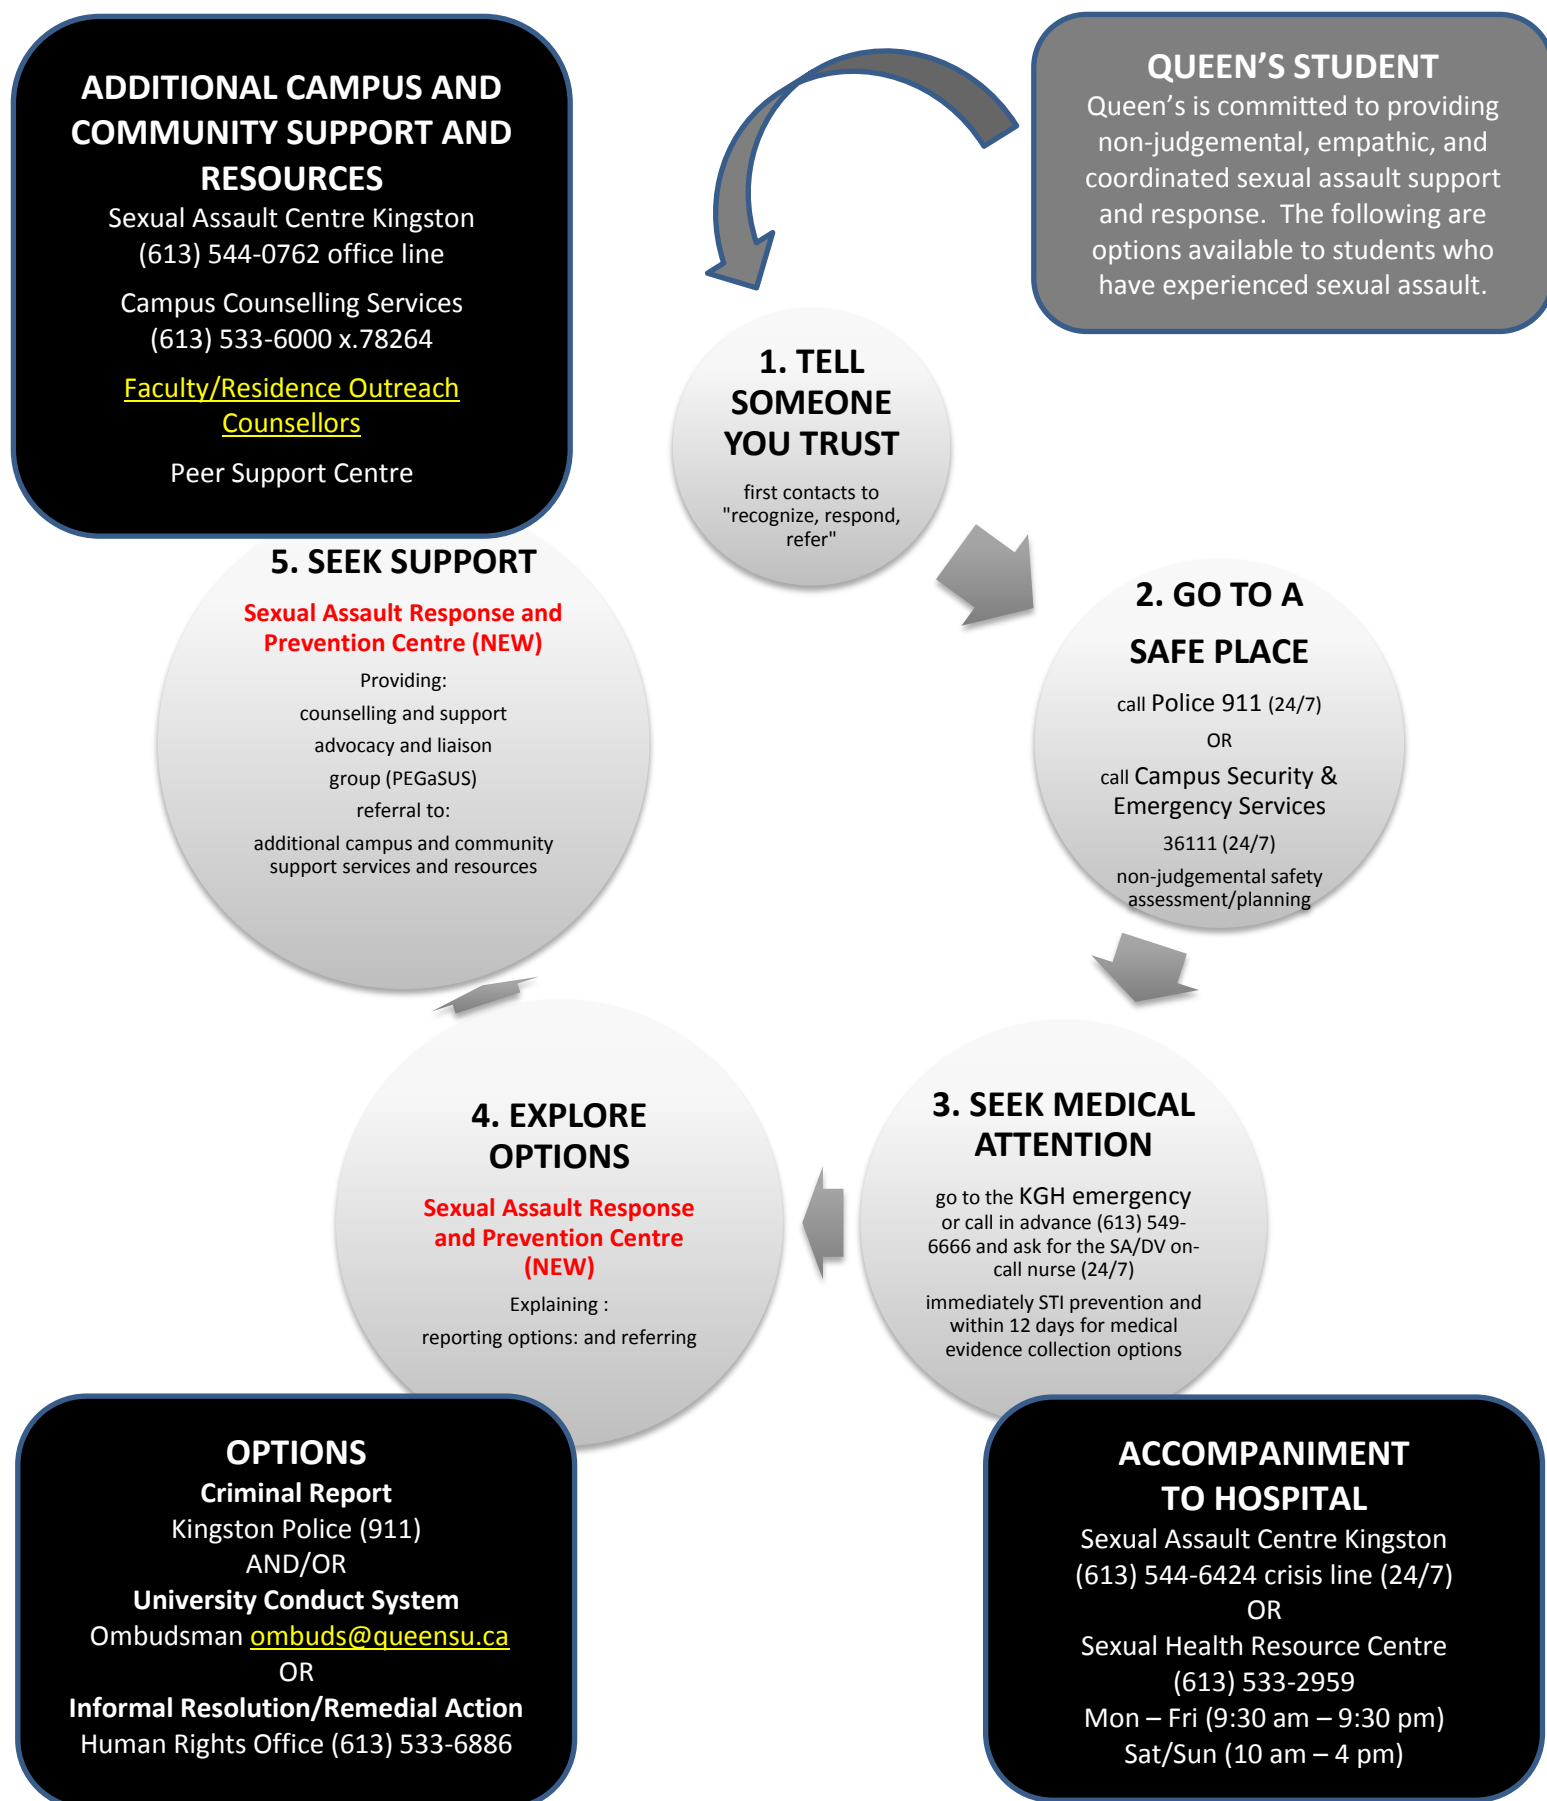 ADDITIONAL CAMPUS AND
COMMUNITY SUPPORT AND
RESOURCES
Sexual Assault Centre Kingston
(613) 544-0762 office line
Campus Counselling Services
(613) 533-6000 x.78264
Faculty/Residence Outreach
Counsellors
Peer Support Centre
QUEEN'S STUDENT
Queen's is committed to providing
non-judgemental, empathic, and
coordinated sexual assault support
and response.  The following are
options available to students who
have experienced sexual assault.
1. TELL
SOMEONE
YOU TRUST
first contacts to
"recognize, respond,
refer"
2. GO TO A
SAFE PLACE
call Police 911 (24/7)
OR
call Campus Security &
Emergency Services
36111 (24/7)
non-judgemental safety
assessment/planning
3. SEEK MEDICAL
ATTENTION
go to the KGH emergency
or call in advance (613) 549-
6666 and ask for the SA/DV on-
call nurse (24/7)
immediately STI prevention and
within 12 days for medical
evidence collection options
ACCOMPANIMENT
TO HOSPITAL
Sexual Assault Centre Kingston
(613) 544-6424 crisis line (24/7)
OR
Sexual Health Resource Centre
(613) 533-2959
Mon – Fri (9:30 am – 9:30 pm)
Sat/Sun (10 am – 4 pm)
4. EXPLORE
OPTIONS
Sexual Assault Response
and Prevention Centre
(NEW)
Explaining :
reporting options: and referring
OPTIONS
Criminal Report
Kingston Police (911)
AND/OR
University Conduct System
Ombudsman ombuds@queensu.ca
OR
Informal Resolution/Remedial Action
Human Rights Office (613) 533-6886
5. SEEK SUPPORT
Sexual Assault Response and
Prevention Centre (NEW)
Providing:
counselling and support
advocacy and liaison
group (PEGaSUS)
referral to:
additional campus and community
support services and resources